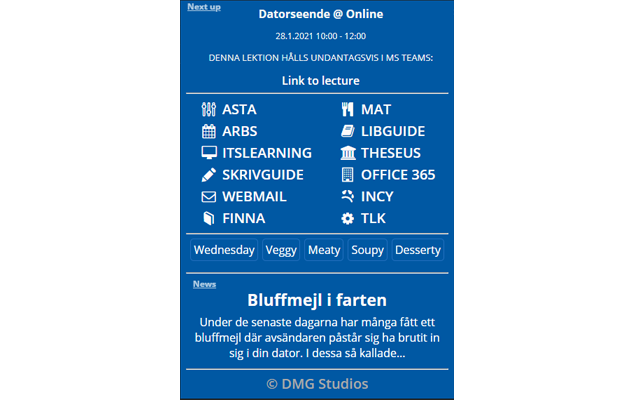 Next up
Datorseende @ Online
28.1.2021 10:00 - 12:00
DENNA LEKTION HÅLLS UNDANTAGSVIS I MS TEAMS:
Link to lecture
ASTA MAT
ARBS LIBGUIDE
ITSLEARNING THESEUS
SKRIVGUIDE OFFICE 365
WEBMAIL INCY
FINNA TLK
Wednesday Veggy Meaty Soupy Desserty
News
Bluffmejl i farten
Under de senaste dagarna har många fått ett
bluffmejl där avsändaren påstår sig ha brutit in
sig i din dator. I dessa så kallade...
© DMG Studios